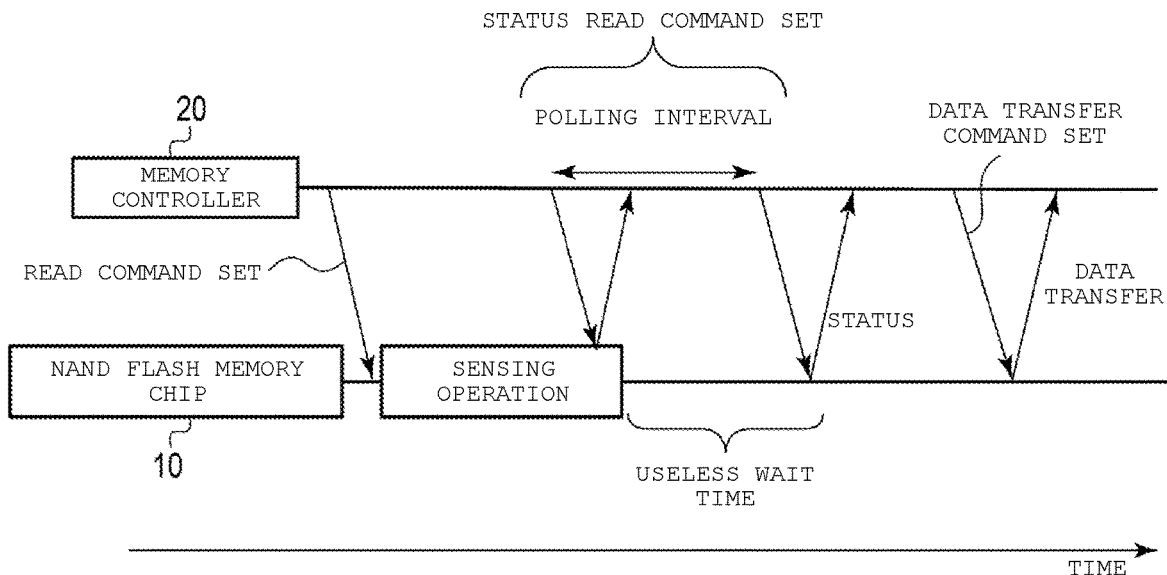 STATUS READ COMMAND SET
POLLING INTERVAL
DATA TRANSFER
COMMAND SET
20
MEMORY
CONTROLLER
READ COMMAND SET
DATA
TRANSFER
STATUS
NAND FLASH MEMORY
CHIP
SENSING
OPERATION
10
USELESS WAIT
TIME
TIME